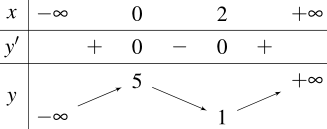 x −∞ 0 2 +∞
y′ + 0 − 0 +
5 +∞
y
−∞ 1